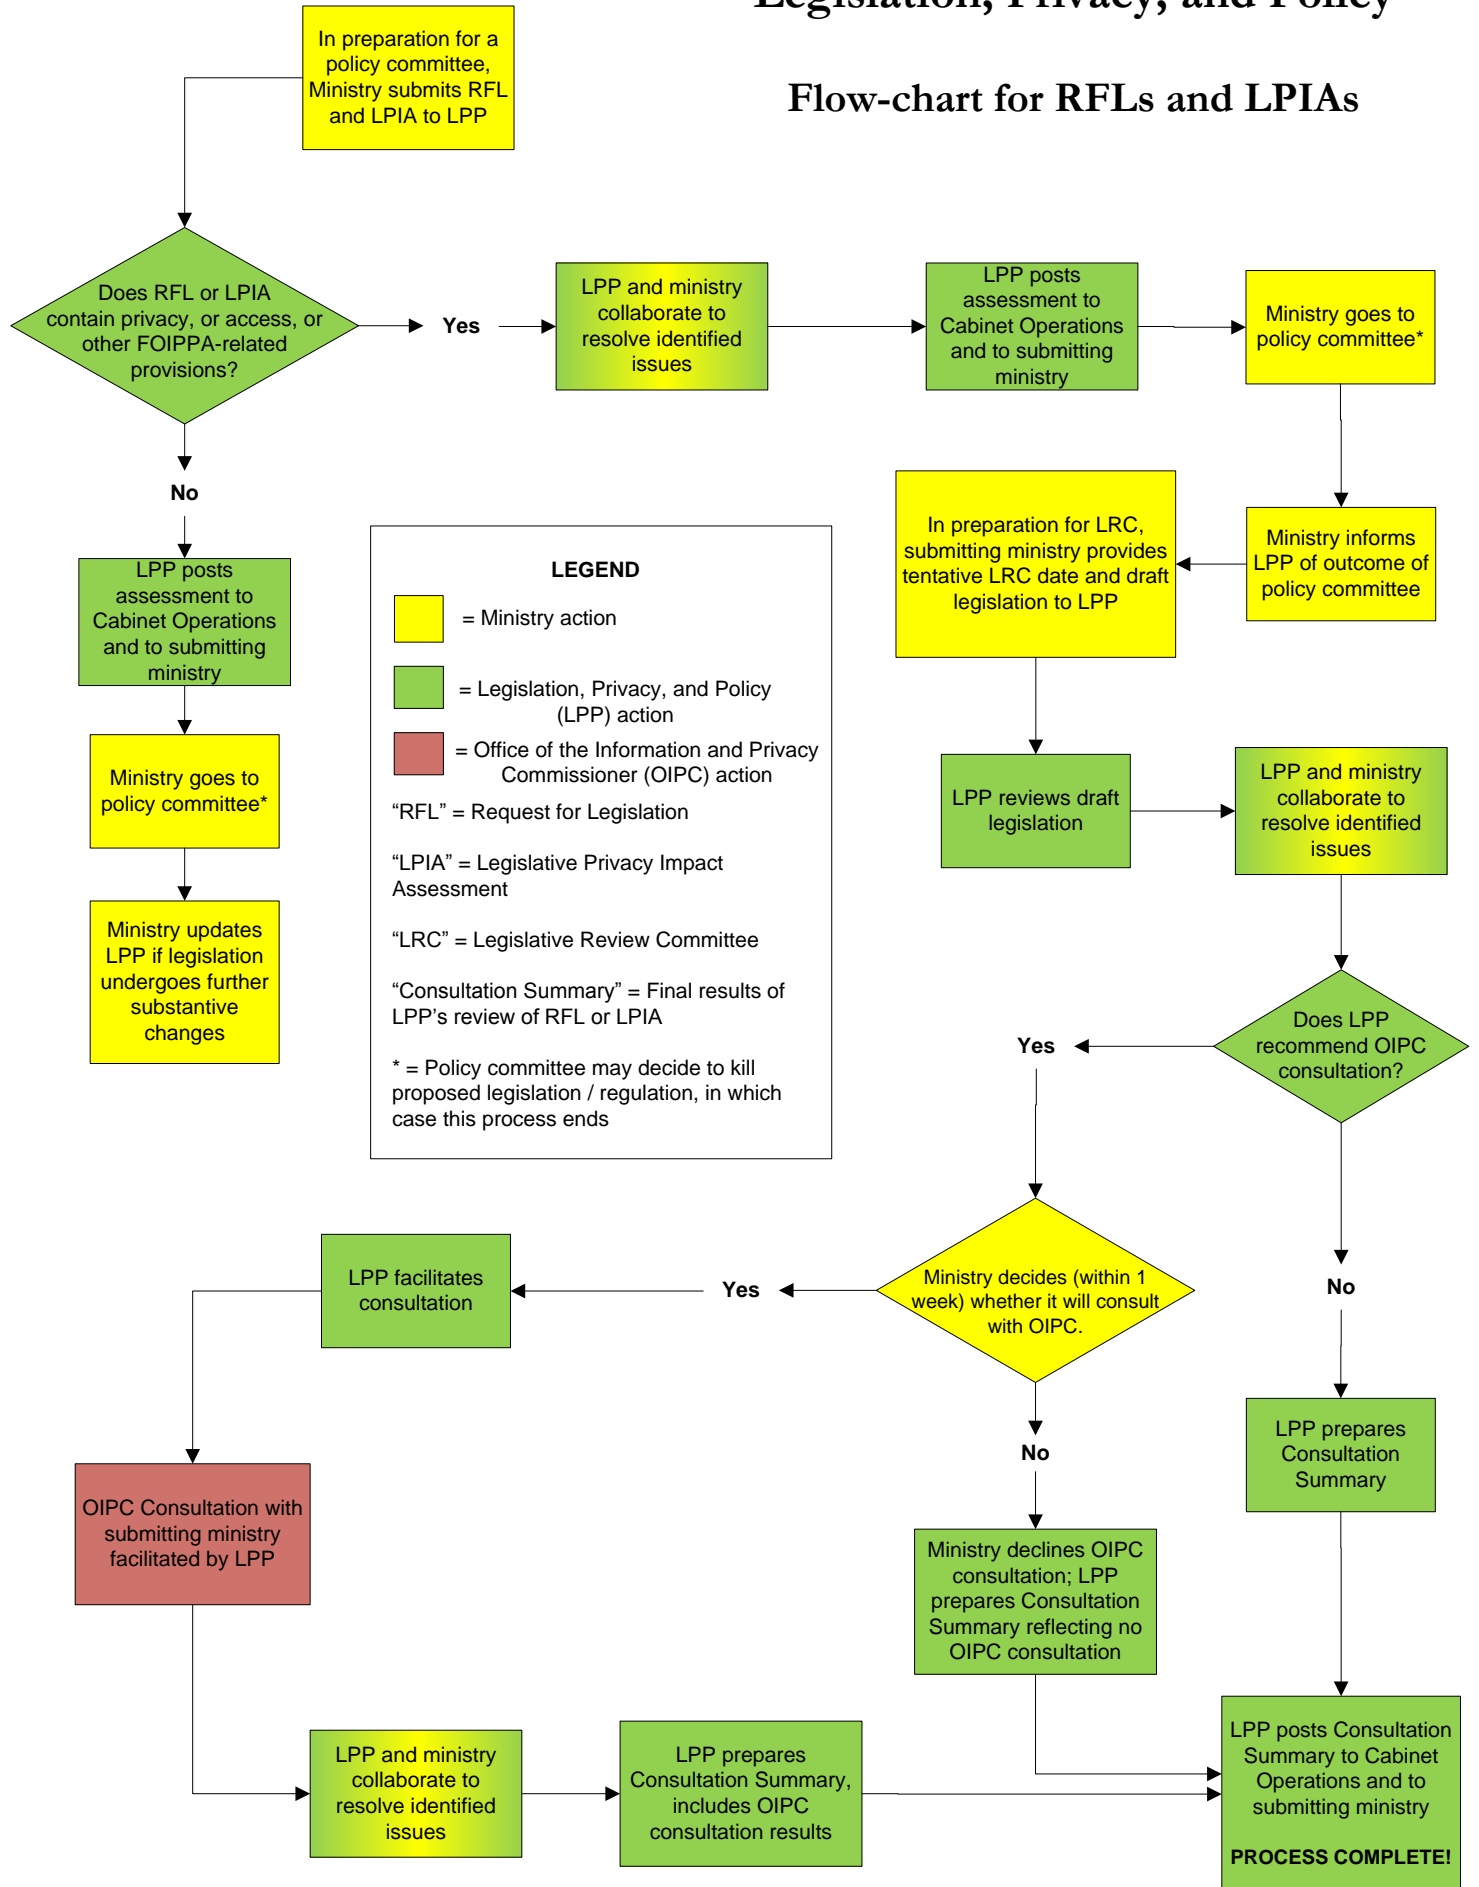 Legislation, Privacy, and Policy
Flow-chart for RFLs and LPIAs
In preparation for a
policy committee,
Ministry submits RFL
and LPIA to LPP
Does RFL or LPIA
contain privacy, or access, or
other FOIPPA-related
provisions?
Yes
LPP and ministry
collaborate to
resolve identified
issues
LPP posts
assessment to
Cabinet Operations
and to submitting
ministry
Ministry goes to
policy committee*
No
LPP posts
assessment to
Cabinet Operations
and to submitting
ministry
Ministry goes to
policy committee*
Ministry updates
LPP if legislation
undergoes further
substantive
changes
LEGEND
= Ministry action
= Legislation, Privacy, and Policy
(LPP) action
= Office of the Information and Privacy
Commissioner (OIPC) action
“RFL” = Request for Legislation
“LPIA” = Legislative Privacy Impact
Assessment
“LRC” = Legislative Review Committee
“Consultation Summary” = Final results of
LPP’s review of RFL or LPIA
* = Policy committee may decide to kill
proposed legislation / regulation, in which
case this process ends
Ministry informs
LPP of outcome of
policy committee
In preparation for LRC,
submitting ministry provides
tentative LRC date and draft
legislation to LPP
LPP reviews draft
legislation
LPP and ministry
collaborate to
resolve identified
issues
Does LPP
recommend OIPC
consultation?
Yes
No
Ministry decides (within 1
week) whether it will consult
with OIPC.
Yes
LPP facilitates
consultation
No
LPP prepares
Consultation
Summary
OIPC Consultation with
submitting ministry
facilitated by LPP
Ministry declines OIPC
consultation; LPP
prepares Consultation
Summary reflecting no
OIPC consultation
LPP and ministry
collaborate to
resolve identified
issues
LPP prepares
Consultation Summary,
includes OIPC
consultation results
LPP posts Consultation
Summary to Cabinet
Operations and to
submitting ministry
PROCESS COMPLETE!